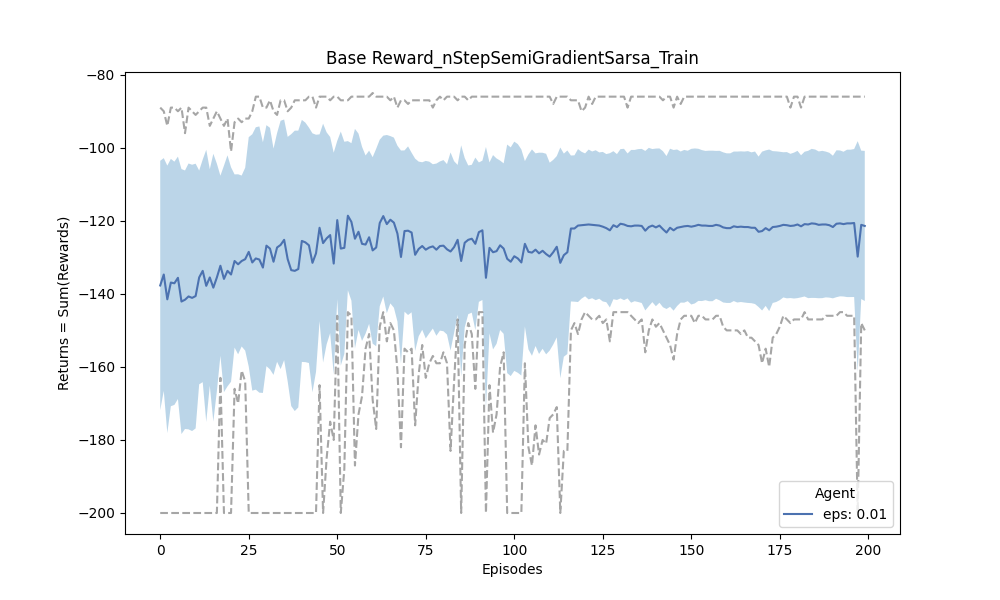 Base Reward_nStepSemiGradientSarsa_Train
Returns = Sum(Rewards)
−80
−100
−120
−140
−160
−180
−200
0 25 50 75 100 125 150 175 200
Episodes
Agent
eps: 0.01